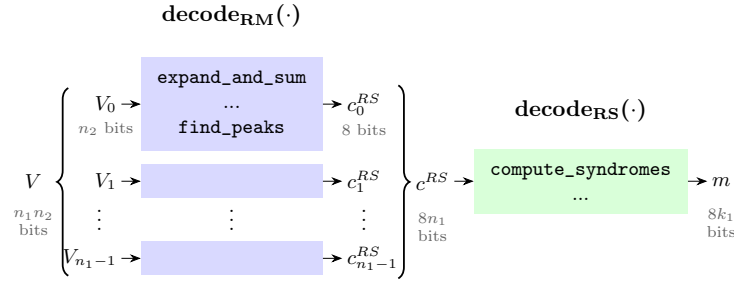 decode_RM(·)
expand_and_sum
...
find_peaks
V_0
n_2 bits
c_0^{RS}
8 bits
decode_RS(·)
V_1
c_1^{RS}
V
n_1n_2
bits
⋮ ⋮ ⋮
V_{n_1−1}
c_{n_1−1}^{RS}
c^{RS}
8n_1
bits
compute_syndromes
...
m
8k_1
bits